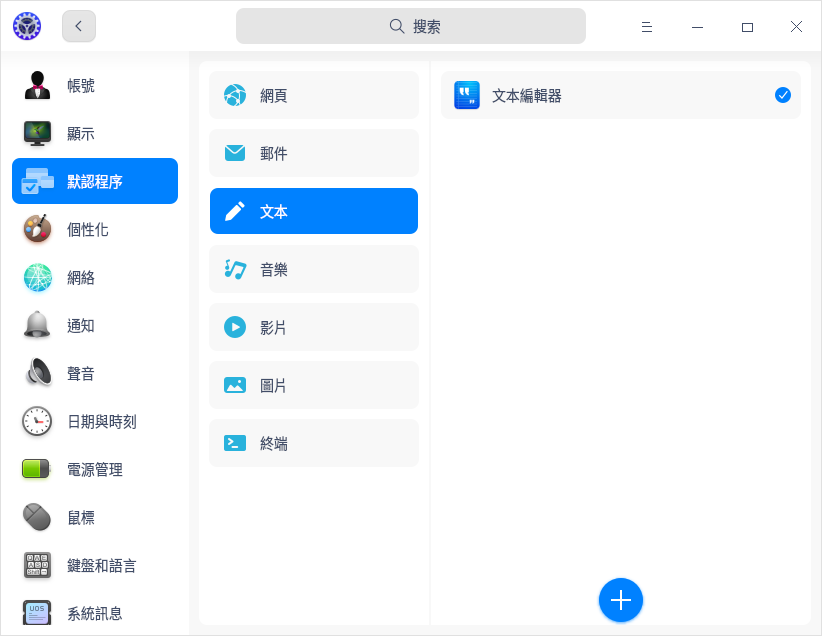 搜索
帳號
顯示
默認程序
個性化
網絡
通知
聲音
日期與時刻
電源管理
鼠標
鍵盤和語言
系統訊息
網頁
郵件
文本
音樂
影片
圖片
終端
文本編輯器
UOS